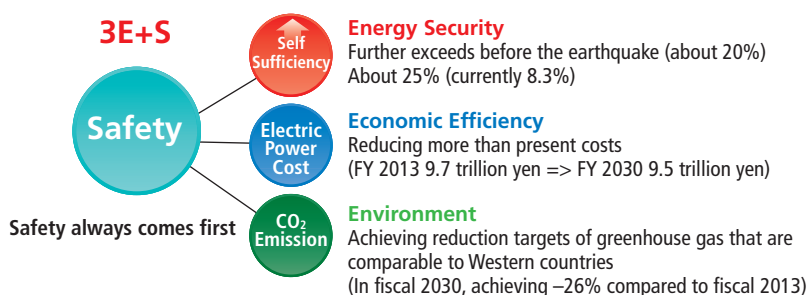 3E+S
Safety
Safety always comes first
Self
Sufficiency
Energy Security
Further exceeds before the earthquake (about 20%)
About 25% (currently 8.3%)
Electric
Power
Cost
Economic Efficiency
Reducing more than present costs
(FY 2013 9.7 trillion yen => FY 2030 9.5 trillion yen)
CO₂
Emission
Environment
Achieving reduction targets of greenhouse gas that are
comparable to Western countries
(In fiscal 2030, achieving –26% compared to fiscal 2013)